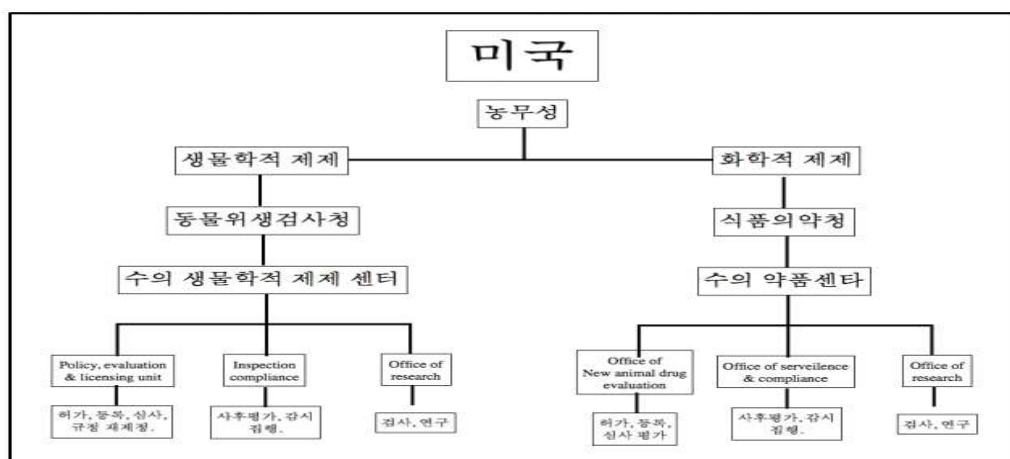 미국
농무성
생물학적 제제
화학적 제제
동물위생검사청
식품의약청
수의 생물학적 제제 센터
수의 약품센타
Policy, evaluation
& licensing unit
Inspection
compliance
Office of
research
Office of
New animal drug
evaluation
Office of serveilence
& compliance
Office of
research
허가, 등록, 심사,
규정 재제정.
사후평가, 감시
집행.
검사, 연구
허가, 등록,
심사 평가
사후평가, 감시
집행.
검사, 연구